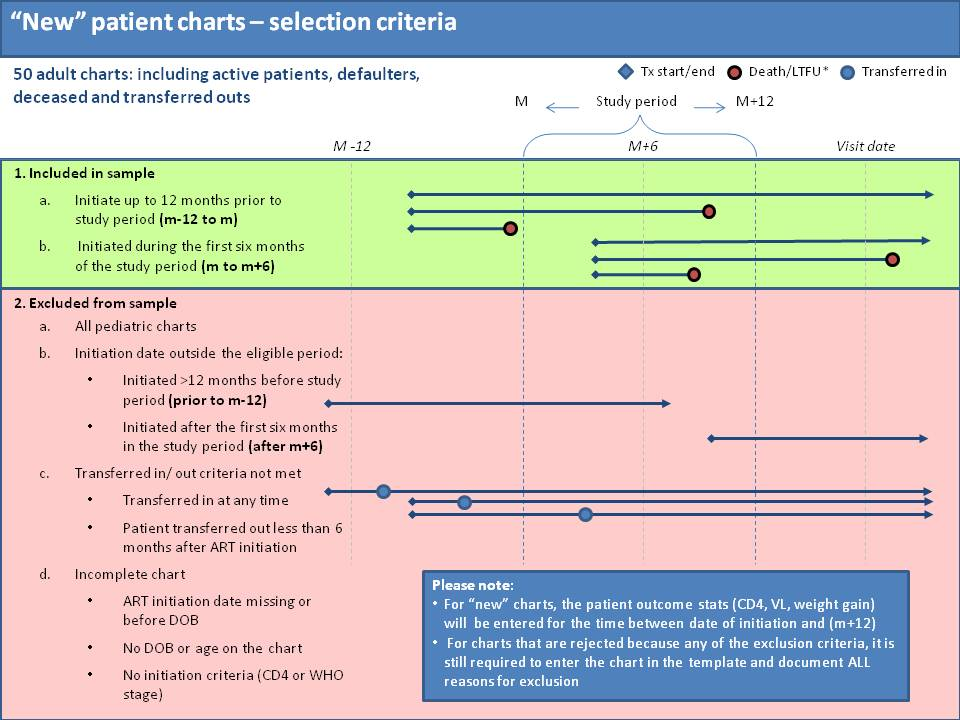 “New” patient charts – selection criteria
50 adult charts: including active patients, defaulters,
deceased and transferred outs
Tx start/end
Death/LTFU*
Transferred in
M
Study period
M+12
M -12
M+6
Visit date
1. Included in sample
a. Initiate up to 12 months prior to
study period (m-12 to m)
b. Initiated during the first six months
of the study period (m to m+6)
2. Excluded from sample
a. All pediatric charts
b. Initiation date outside the eligible period:
• Initiated >12 months before study
period (prior to m-12)
• Initiated after the first six months
in the study period (after m+6)
c. Transferred in/ out criteria not met
• Transferred in at any time
• Patient transferred out less than 6
months after ART initiation
d. Incomplete chart
• ART initiation date missing or
before DOB
• No DOB or age on the chart
• No initiation criteria (CD4 or WHO
stage)
Please note:
• For “new” charts, the patient outcome stats (CD4, VL, weight gain)
will be entered for the time between date of initiation and (m+12)
• For charts that are rejected because any of the exclusion criteria, it is
still required to enter the chart in the template and document ALL
reasons for exclusion